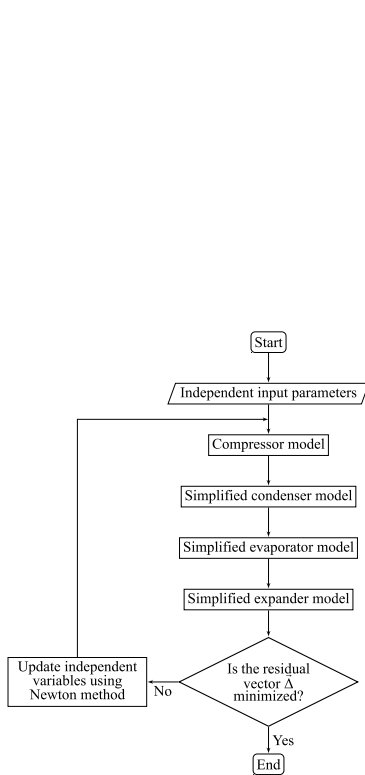 Start
Independent input parameters
Compressor model
Simplified condenser model
Simplified evaporator model
Simplified expander model
Is the residual
vector Δ⃗
minimized?
Update independent
variables using
Newton method
No
Yes
End